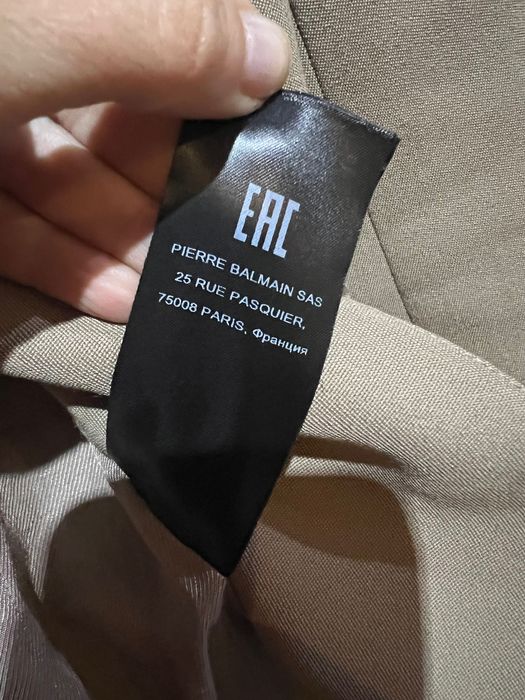 EAC
PIERRE BALMAIN SAS
25 RUE PASQUIER,
75008 PARIS, Франция